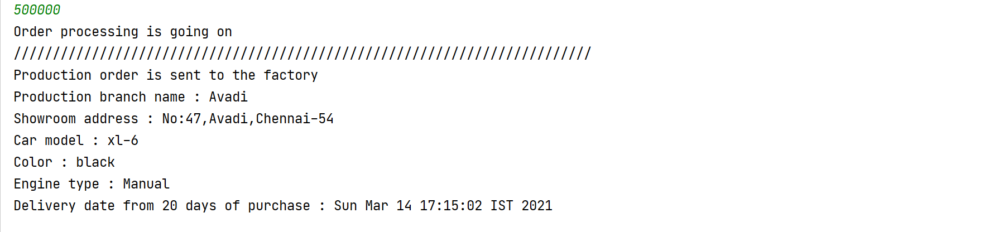 500000
Order processing is going on
//////////////////////////////////////////////////////////////////////////
Production order is sent to the factory
Production branch name : Avadi
Showroom address : No:47,Avadi,Chennai-54
Car model : xl-6
Color : black
Engine type : Manual
Delivery date from 20 days of purchase : Sun Mar 14 17:15:02 IST 2021